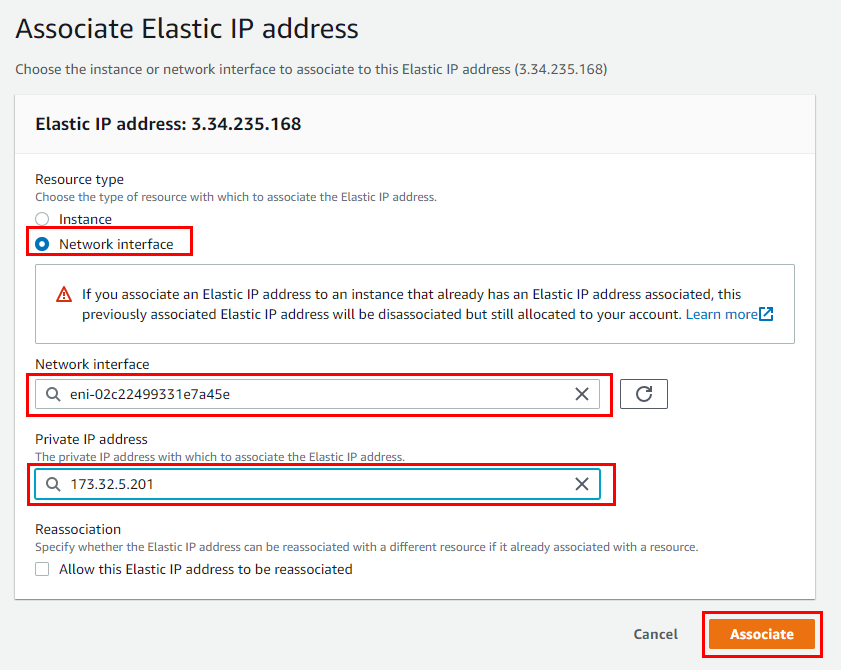 Associate Elastic IP address
Choose the instance or network interface to associate to this Elastic IP address (3.34.235.168)
Elastic IP address: 3.34.235.168
Resource type
Choose the type of resource with which to associate the Elastic IP address.
Instance
Network interface
If you associate an Elastic IP address to an instance that already has an Elastic IP address associated, this
previously associated Elastic IP address will be disassociated but still allocated to your account. Learn more
Network interface
eni-02c22499331e7a45e
Private IP address
The private IP address with which to associate the Elastic IP address.
173.32.5.201
Reassociation
Specify whether the Elastic IP address can be reassociated with a different resource if it already associated with a resource.
Allow this Elastic IP address to be reassociated
Cancel
Associate